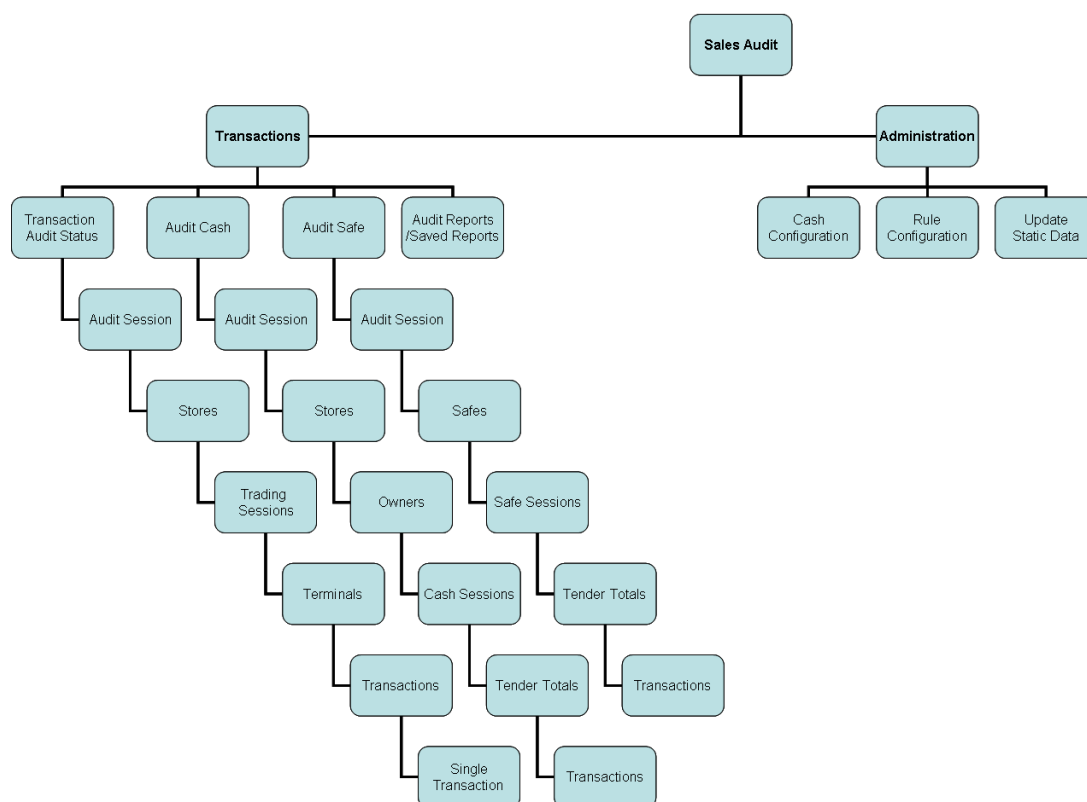 Sales Audit
Transactions
Administration
Transaction
Audit Status
Audit Cash
Audit Safe
Audit Reports
/Saved Reports
Cash
Configuration
Rule
Configuration
Update
Static Data
Audit Session
Audit Session
Audit Session
Stores
Stores
Safes
Trading
Sessions
Owners
Safe Sessions
Terminals
Cash Sessions
Tender Totals
Transactions
Tender Totals
Transactions
Single
Transaction
Transactions